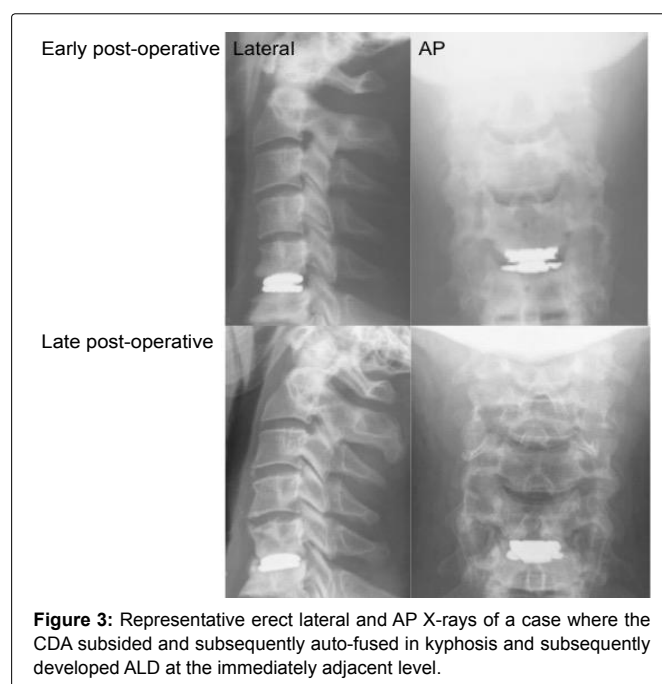 Early post-operative
Lateral
AP
Late post-operative
Figure 3: Representative erect lateral and AP X-rays of a case where the
CDA subsided and subsequently auto-fused in kyphosis and subsequently
developed ALD at the immediately adjacent level.